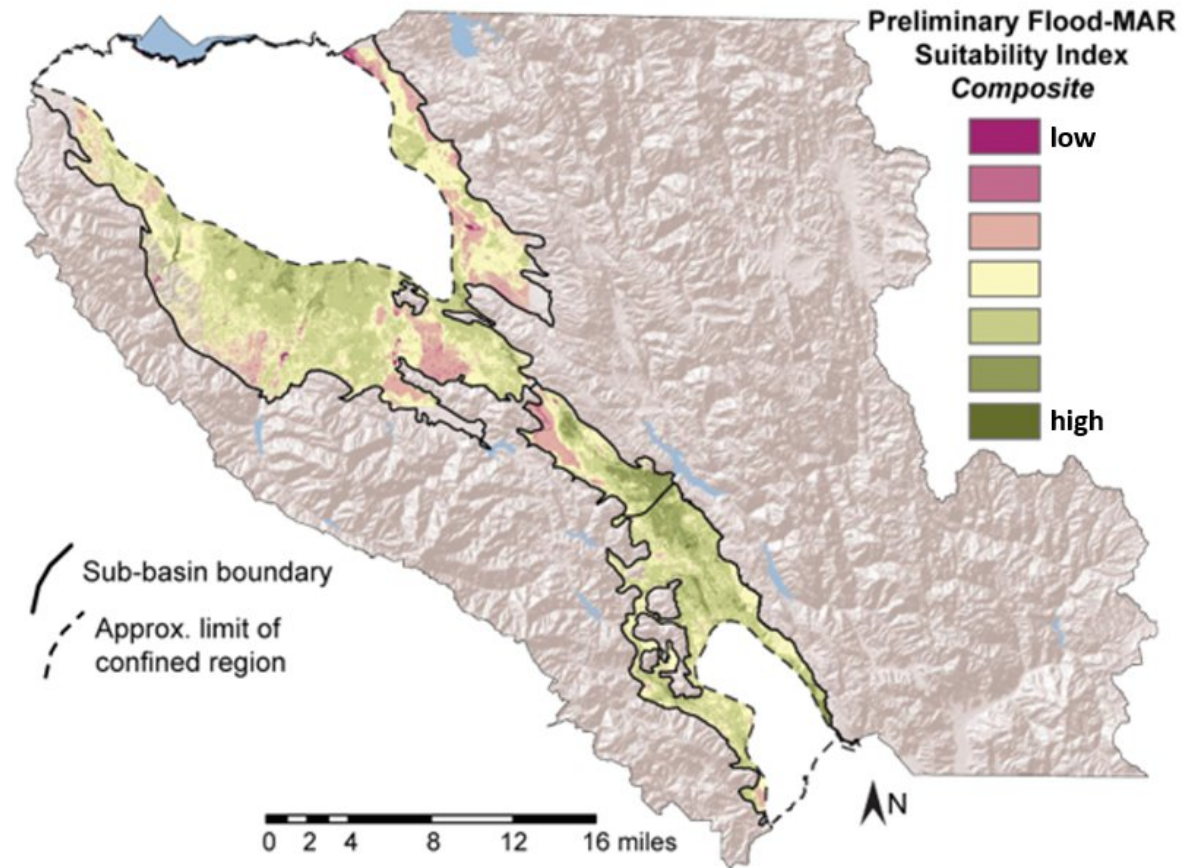 Preliminary Flood-MAR
Suitability Index
Composite
low
high
Sub-basin boundary
Approx. limit of
confined region
N
0 2 4 8 12 16 miles